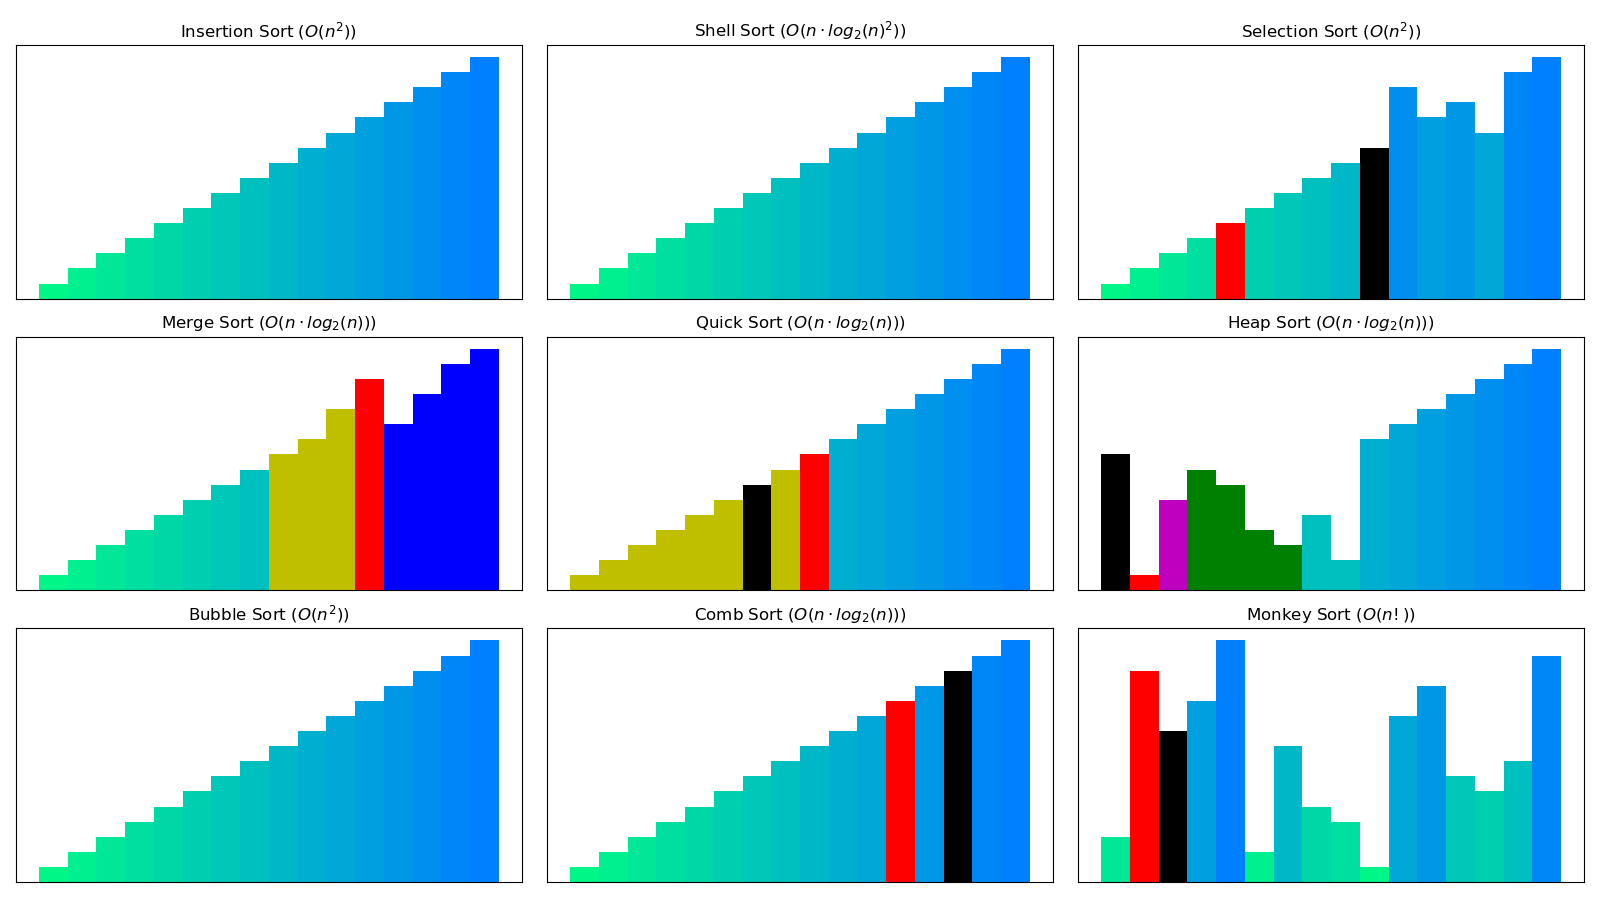 Insertion Sort (O(n²))
Shell Sort (O(n · log₂(n)²))
Selection Sort (O(n²))
Merge Sort (O(n · log₂(n)))
Quick Sort (O(n · log₂(n)))
Heap Sort (O(n · log₂(n)))
Bubble Sort (O(n²))
Comb Sort (O(n · log₂(n)))
Monkey Sort (O(n! ))